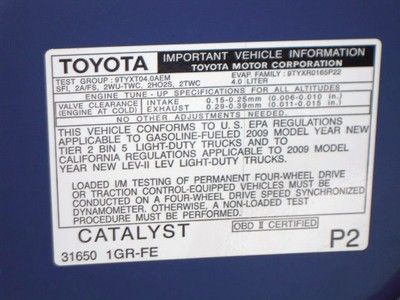 TOYOTA
IMPORTANT VEHICLE INFORMATION
TOYOTA MOTOR CORPORATION
TEST GROUP : 9TYXT04.0AEM EVAP. FAMILY : 9TYXR0165P22
SFI, 2A/FS, 2WU-TWC, 2HO2S, 2TWC 4.0 LITER
ENGINE TUNE - UP SPECIFICATIONS FOR ALL ALTITUDES
VALVE CLEARANCE INTAKE 0.15-0.25mm (0.006-0.010 in.)
(ENGINE AT COLD) EXHAUST 0.29-0.39mm (0.011-0.015 in.)
NO OTHER ADJUSTMENTS NEEDED.
THIS VEHICLE CONFORMS TO U.S. EPA REGULATIONS
APPLICABLE TO GASOLINE-FUELED 2009 MODEL YEAR NEW
TIER 2 BIN 5 LIGHT-DUTY TRUCKS AND TO
CALIFORNIA REGULATIONS APPLICABLE TO 2009 MODEL
YEAR NEW LEV-II LEV LIGHT-DUTY TRUCKS.
LOADED I/M TESTING OF PERMANENT FOUR-WHEEL DRIVE
OR TRACTION CONTROL-EQUIPPED VEHICLES MUST BE
CONDUCTED ON A FOUR-WHEEL DRIVE SPEED SYNCHRONIZED
DYNAMOMETER. OTHERWISE, A NON-LOADED TEST MUST
BE PERFORMED.
OBD II CERTIFIED
CATALYST P2
31650 1GR-FE